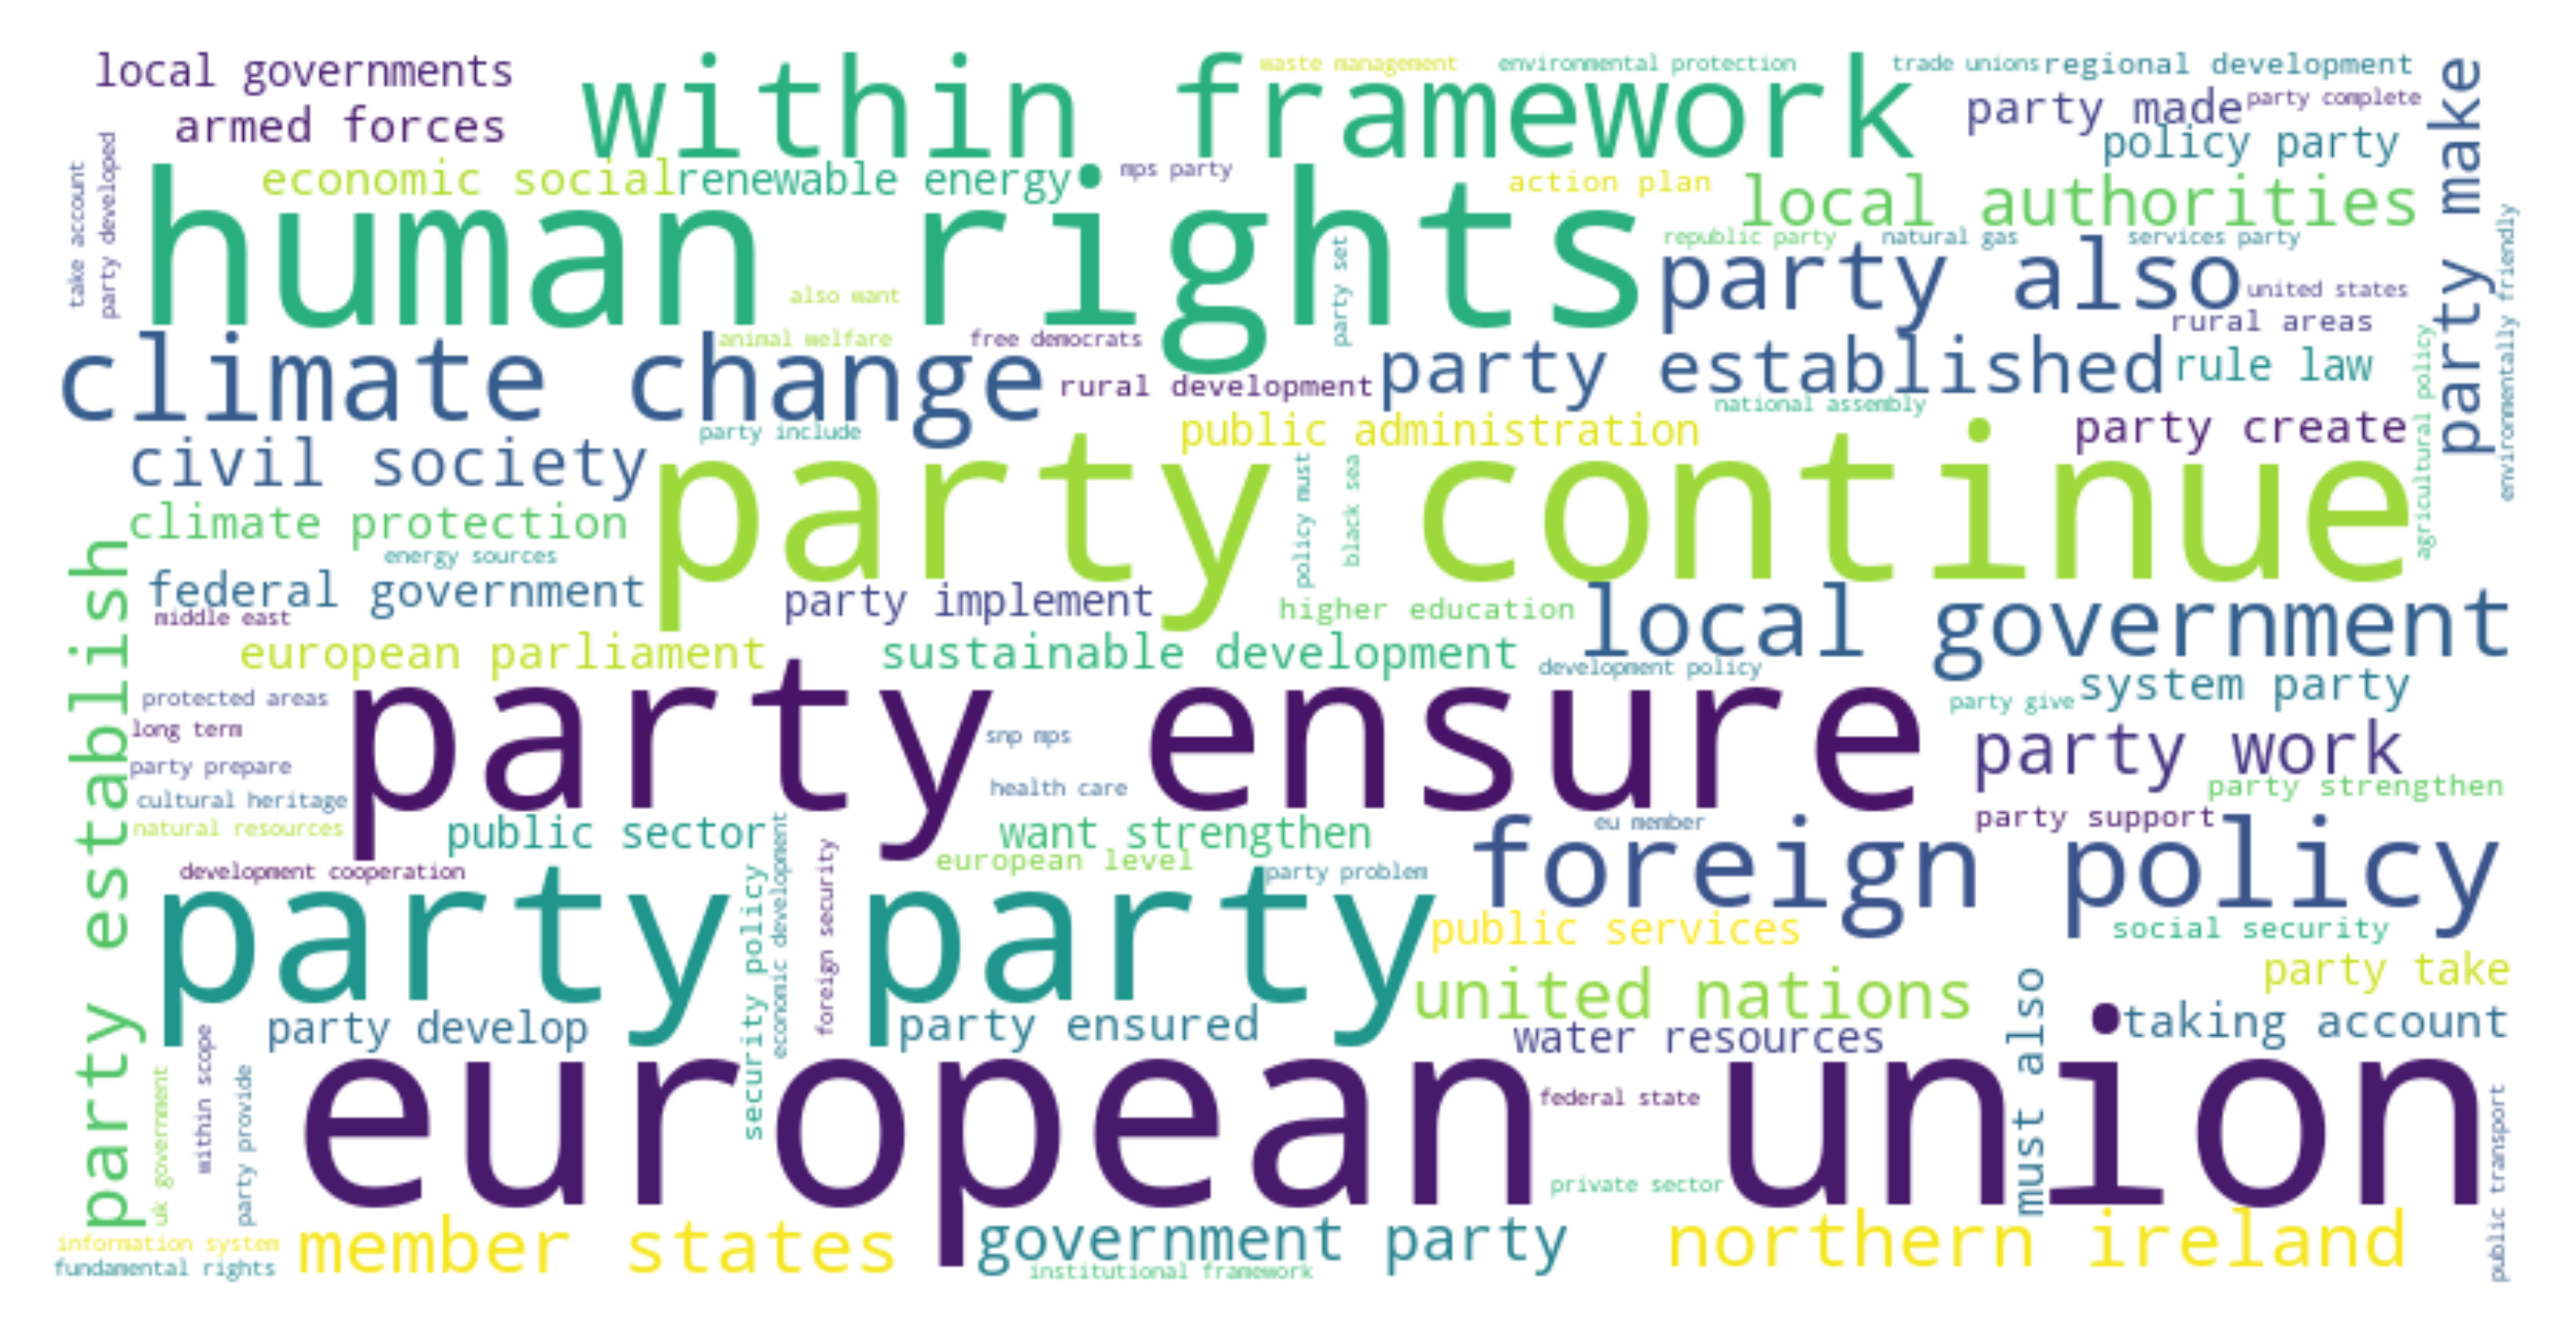 local governments
within framework
waste management
environmental protection
trade unions
regional development
armed forces
party made
party complete
policy party
party make
take account
party developed
economic social
renewable energy
mps party
action plan
local authorities
human rights
party set
republic party
natural gas
services party
environmentally friendly
party also
also want
united states
rural areas
animal welfare
free democrats
climate change
rural development
party established
rule law
agricultural policy
national assembly
party include
public administration
party create
civil society
party continue
policy must
black sea
climate protection
energy sources
federal government
middle east
party implement
higher education
local government
party establish
european parliament
sustainable development
development policy
protected areas
party ensure
party give
system party
long term
snp mps
party work
party prepare
health care
party strengthen
cultural heritage
natural resources
public sector
want strengthen
eu member
party support
foreign policy
european level
development cooperation
party problem
party party
security policy
economic development
foreign security
public services
social security
united nations
party take
party develop
party ensured
water resources
must also
taking account
uk government
within scope
party provide
european union
federal state
private sector
public transport
information system
member states
government party
northern ireland
fundamental rights
institutional framework